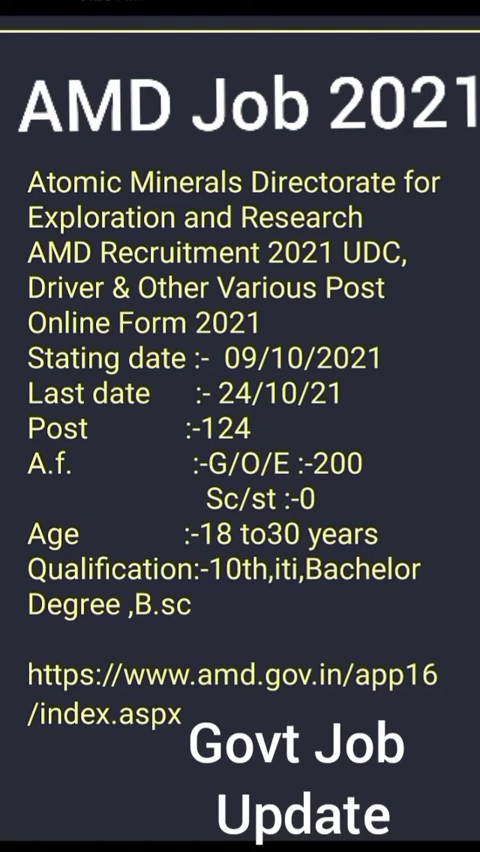 AMD Job 2021
Atomic Minerals Directorate for
Exploration and Research
AMD Recruitment 2021 UDC,
Driver & Other Various Post
Online Form 2021
Stating date :- 09/10/2021
Last date :- 24/10/21
Post :-124
A.f. :-G/O/E :-200
Sc/st :-0
Age :-18 to30 years
Qualification:-10th,iti,Bachelor
Degree ,B.sc
https://www.amd.gov.in/app16
/index.aspx
Govt Job
Update